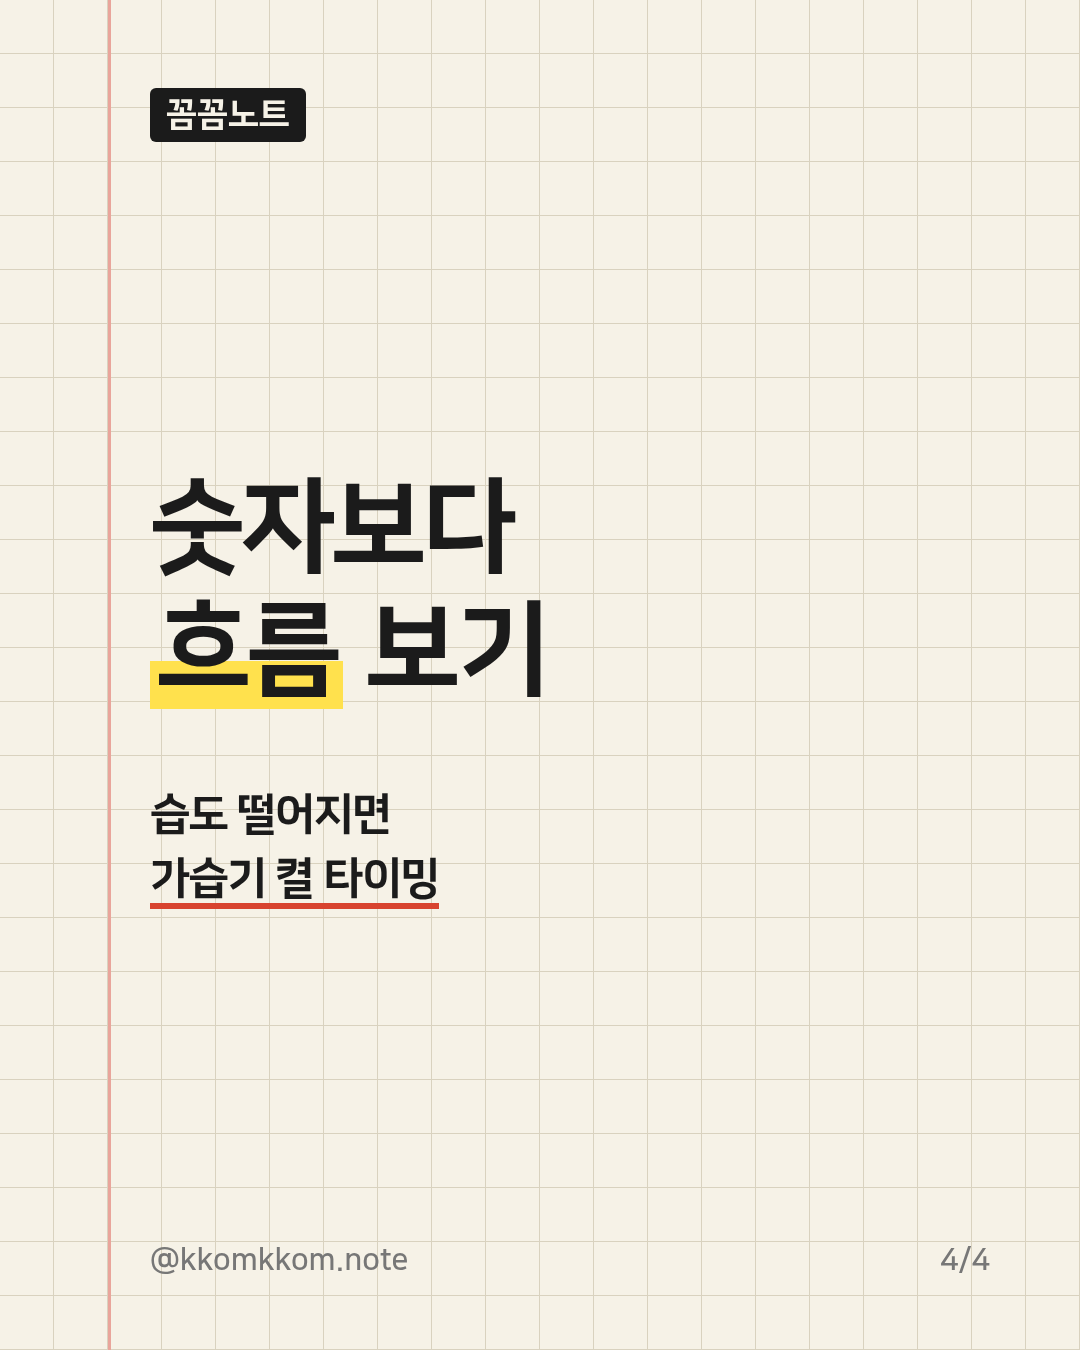 꼼꼼노트
숫자보다
흐름 보기
습도 떨어지면
가습기 켤 타이밍
@kkomkkom.note
4/4